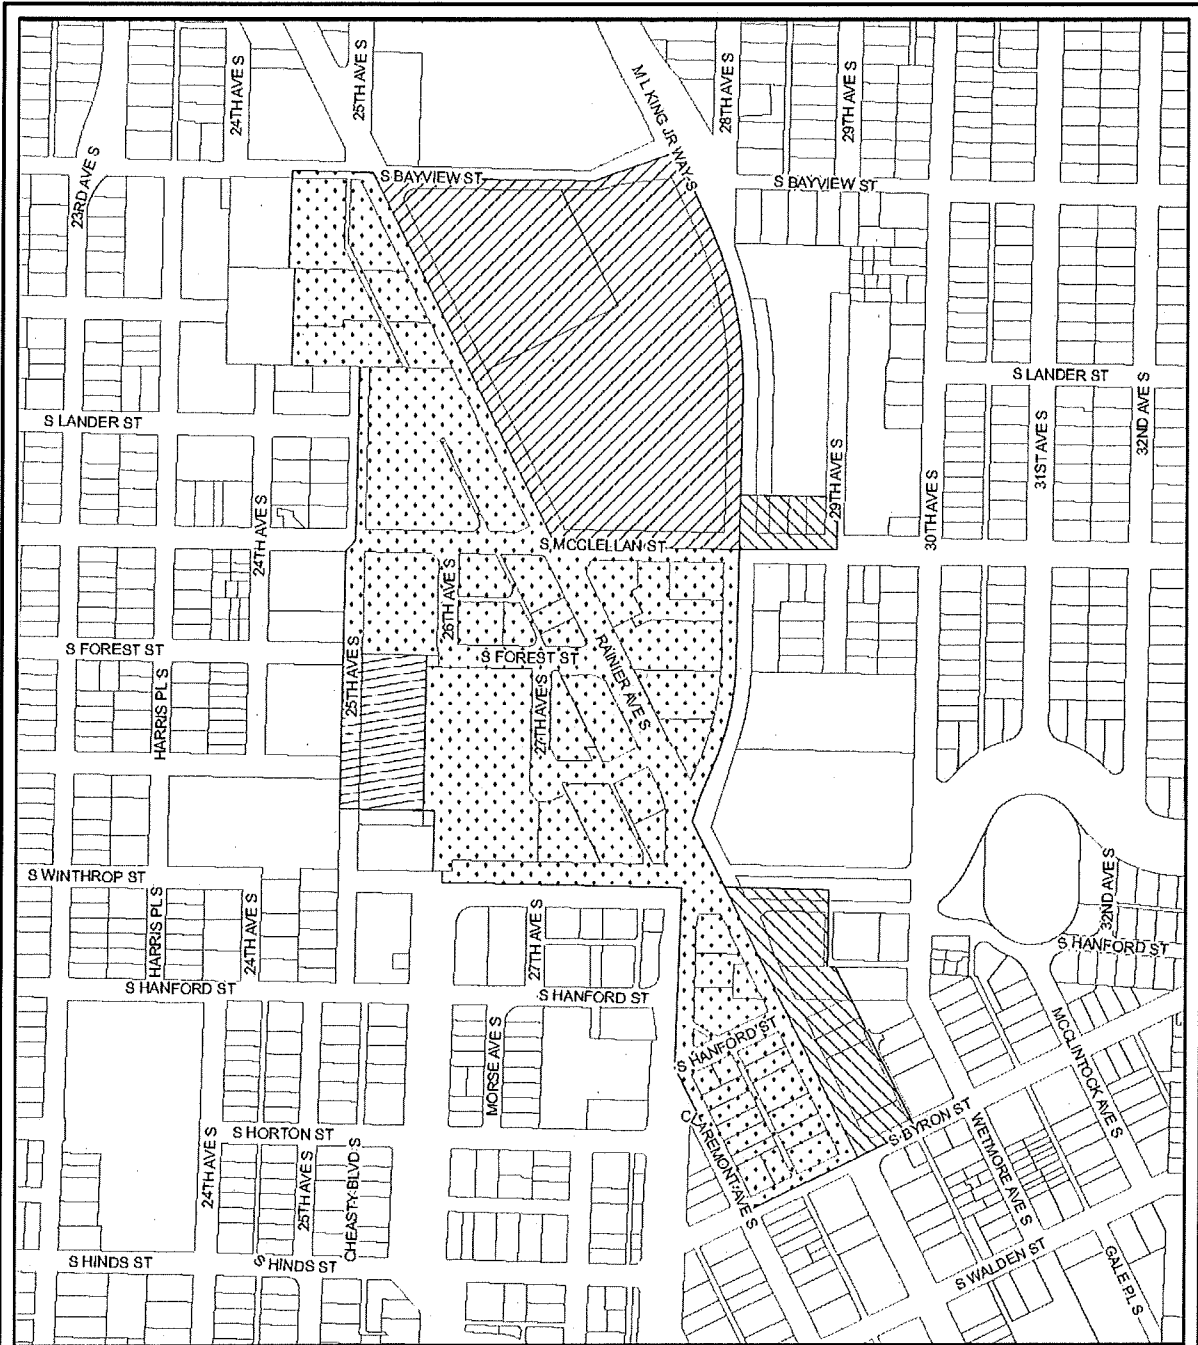 24TH AVE S
25TH AVE S
M L KING JR WAY S
28TH AVE S
29TH AVE S
23RD AVE S
S BAYVIEW ST
S BAYVIEW ST
S LANDER ST
31ST AVE S
32ND AVE S
S LANDER ST
24TH AVE S
29TH AVE S
30TH AVE S
S MCCLELLAN ST
26TH AVE S
S FOREST ST
25TH AVE S
S FOREST ST
RAINIER AVE S
HARRIS PL S
27TH AVE S
S WINTHROP ST
HARRIS PL S
24TH AVE S
27TH AVE S
32ND AVE S
S HANFORD ST
S HANFORD ST
S HANFORD ST
MORSE AVE S
S HANFORD ST
MCCLINTOCK AVE S
S HORTON ST
CLAREMONT AVE S
S BYRON ST
WETMORE AVE S
24TH AVE S
25TH AVE S
CHEASTY BLVD S
S HINDS ST
S HINDS ST
S WALDEN ST
GALE PL S